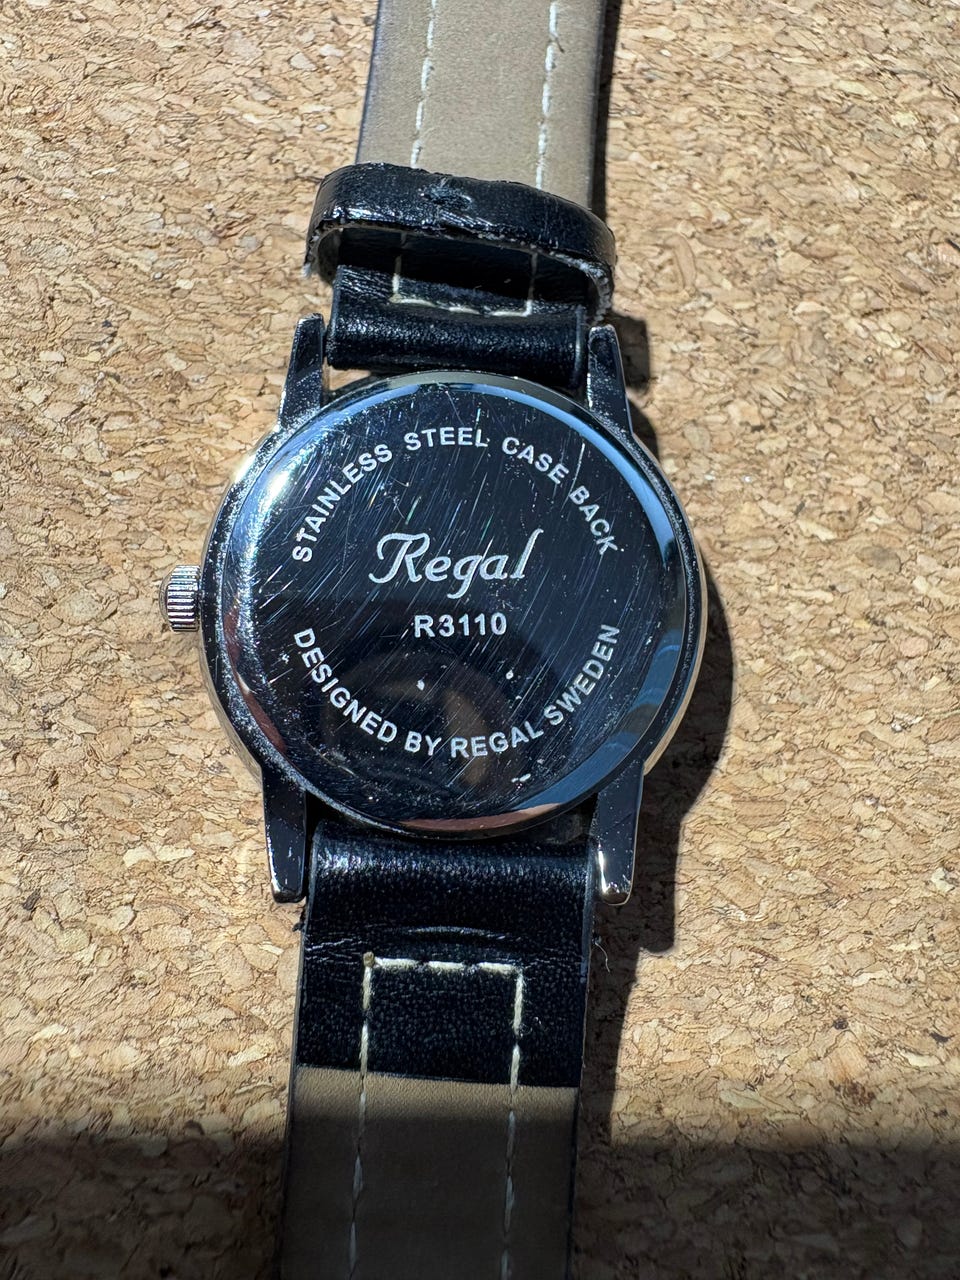 STAINLESS STEEL CASE BACK
Regal
R3110
DESIGNED BY REGAL SWEDEN